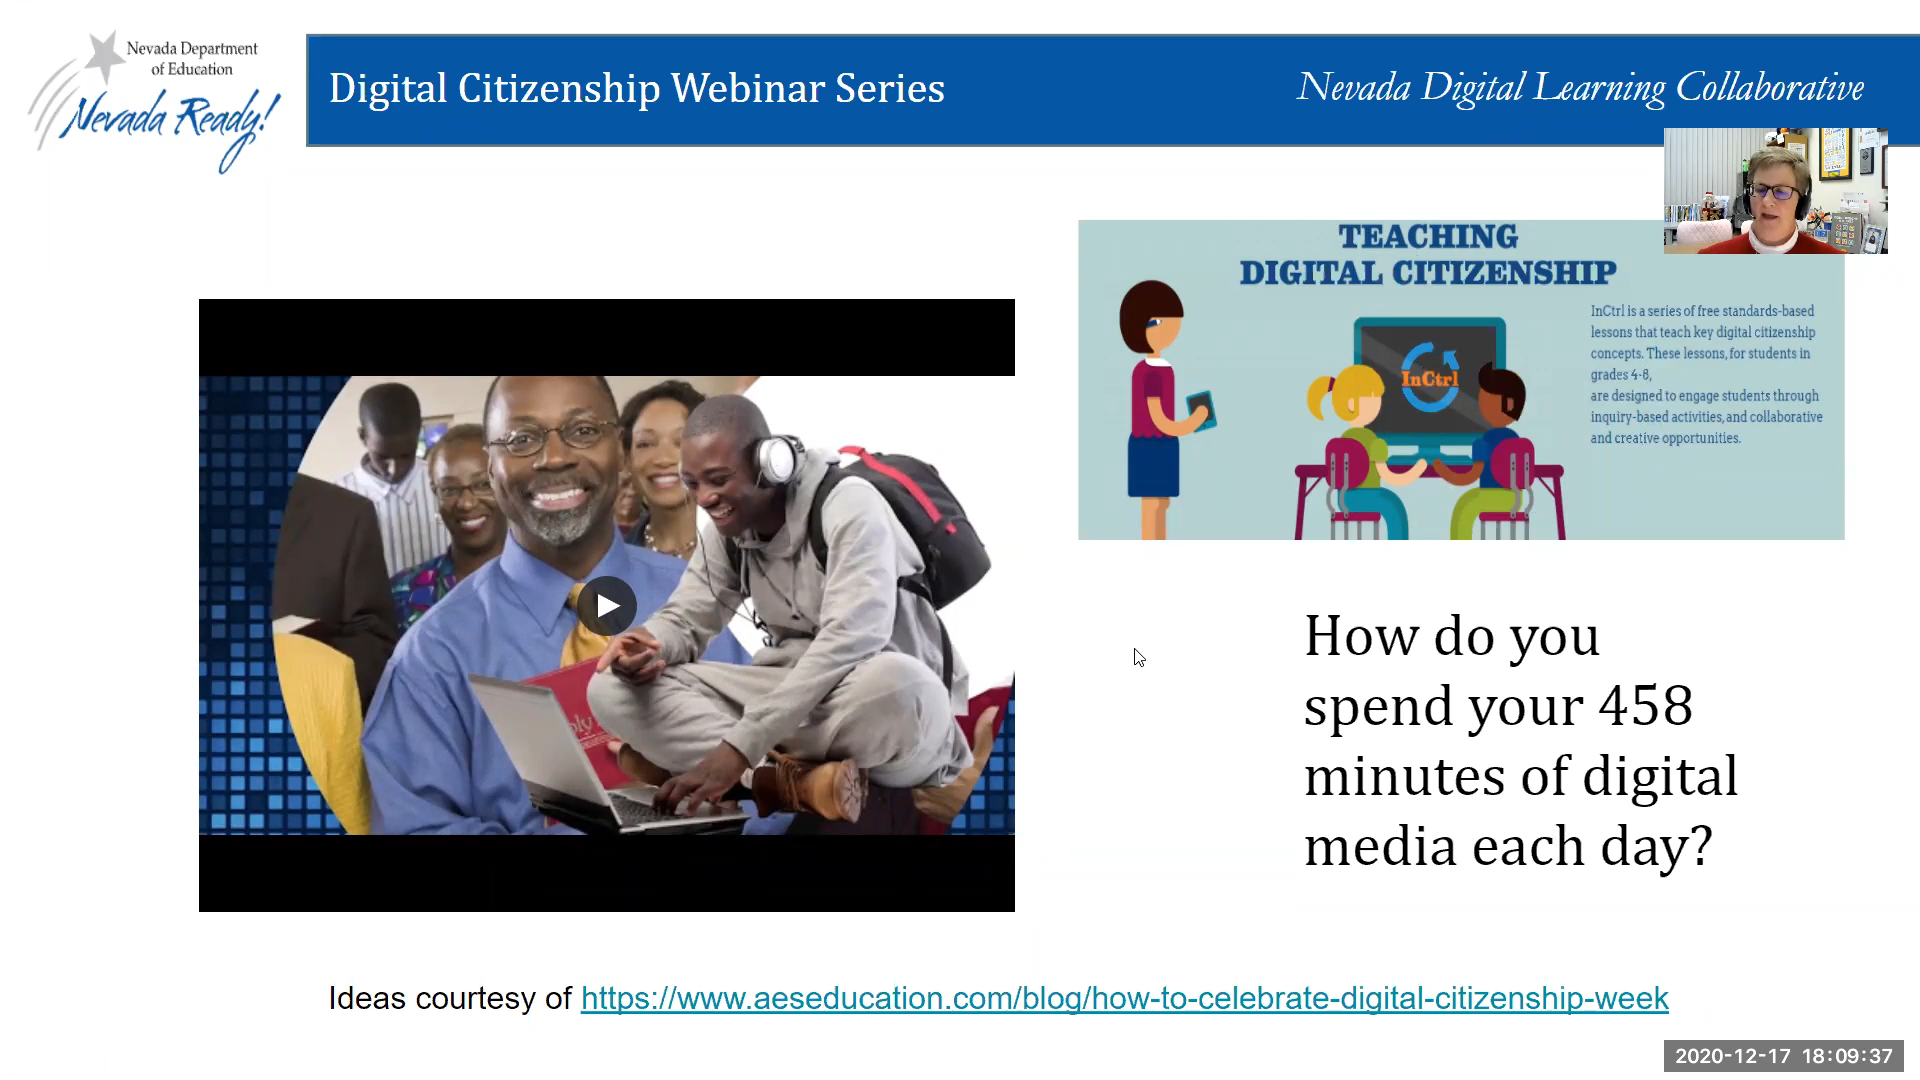 Nevada Department
of Education
Nevada Ready!
Digital Citizenship Webinar Series
Nevada Digital Learning Collaborative
TEACHING
DIGITAL CITIZENSHIP
InCtrl is a series of free standards-based
lessons that teach key digital citizenship
concepts. These lessons, for students in
grades 4-8,
are designed to engage students through
inquiry-based activities, and collaborative
and creative opportunities.
InCtrl
How do you
spend your 458
minutes of digital
media each day?
Ideas courtesy of https://www.aeseducation.com/blog/how-to-celebrate-digital-citizenship-week
2020-12-17 18:09:37